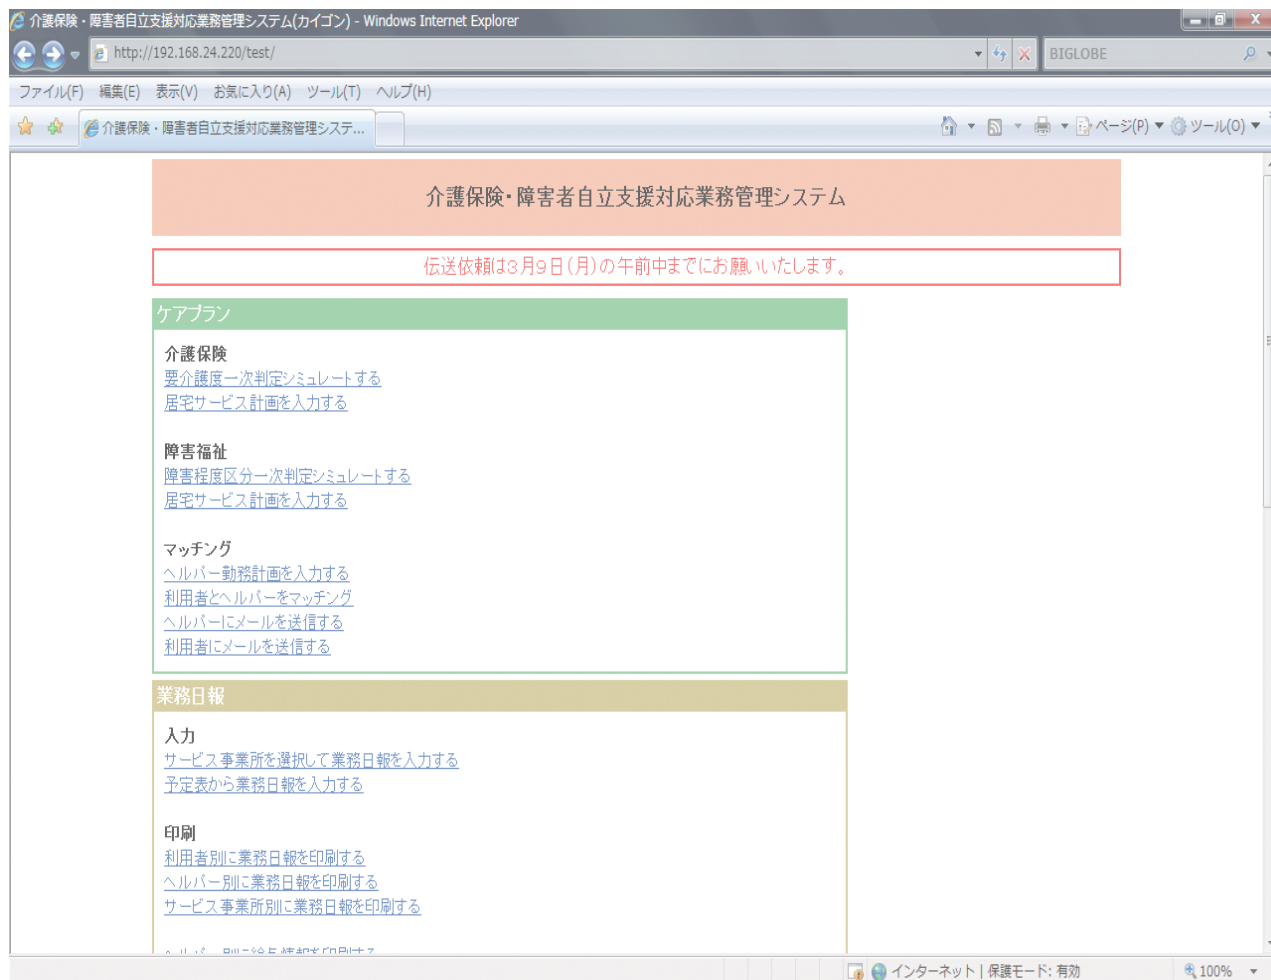 介護保険・障害者自立支援対応業務管理システム(カイゴン) - Windows Internet Explorer
http://192.168.24.220/test/
BIGLOBE
ファイル(F) 編集(E) 表示(V) お気に入り(A) ツール(T) ヘルプ(H)
介護保険・障害者自立支援対応業務管理システ...
ページ(P) ツール(O)
介護保険・障害者自立支援対応業務管理システム
伝送依頼は3月9日(月)の午前中までにお願いいたします。
ケアプラン
介護保険
要介護度一次判定シミュレートする
居宅サービス計画を入力する
障害福祉
障害程度区分一次判定シミュレートする
居宅サービス計画を入力する
マッチング
ヘルパー勤務計画を入力する
利用者とヘルパーをマッチング
ヘルパーにメールを送信する
利用者にメールを送信する
業務日報
入力
サービス事業所を選択して業務日報を入力する
予定表から業務日報を入力する
印刷
利用者別に業務日報を印刷する
ヘルパー別に業務日報を印刷する
サービス事業所別に業務日報を印刷する
ヘルパー別に給与情報を印刷する
インターネット | 保護モード: 有効
100%